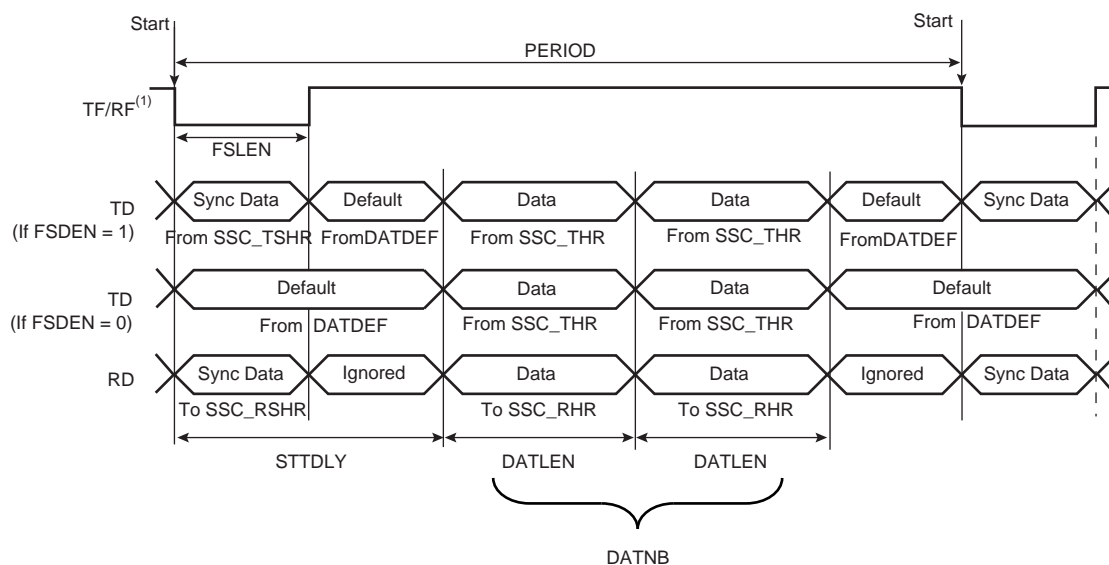 Start
Start
PERIOD
TF/RF(1)
FSLEN
TD
(If FSDEN = 1)
Sync Data
Default
Data
Data
Default
Sync Data
From SSC_TSHR
FromDATDEF
From SSC_THR
From SSC_THR
FromDATDEF
TD
(If FSDEN = 0)
Default
Data
Data
Default
From DATDEF
From SSC_THR
From SSC_THR
From DATDEF
RD
Sync Data
Ignored
Data
Data
Ignored
Sync Data
To SSC_RSHR
To SSC_RHR
To SSC_RHR
STTDLY
DATLEN
DATLEN
DATNB